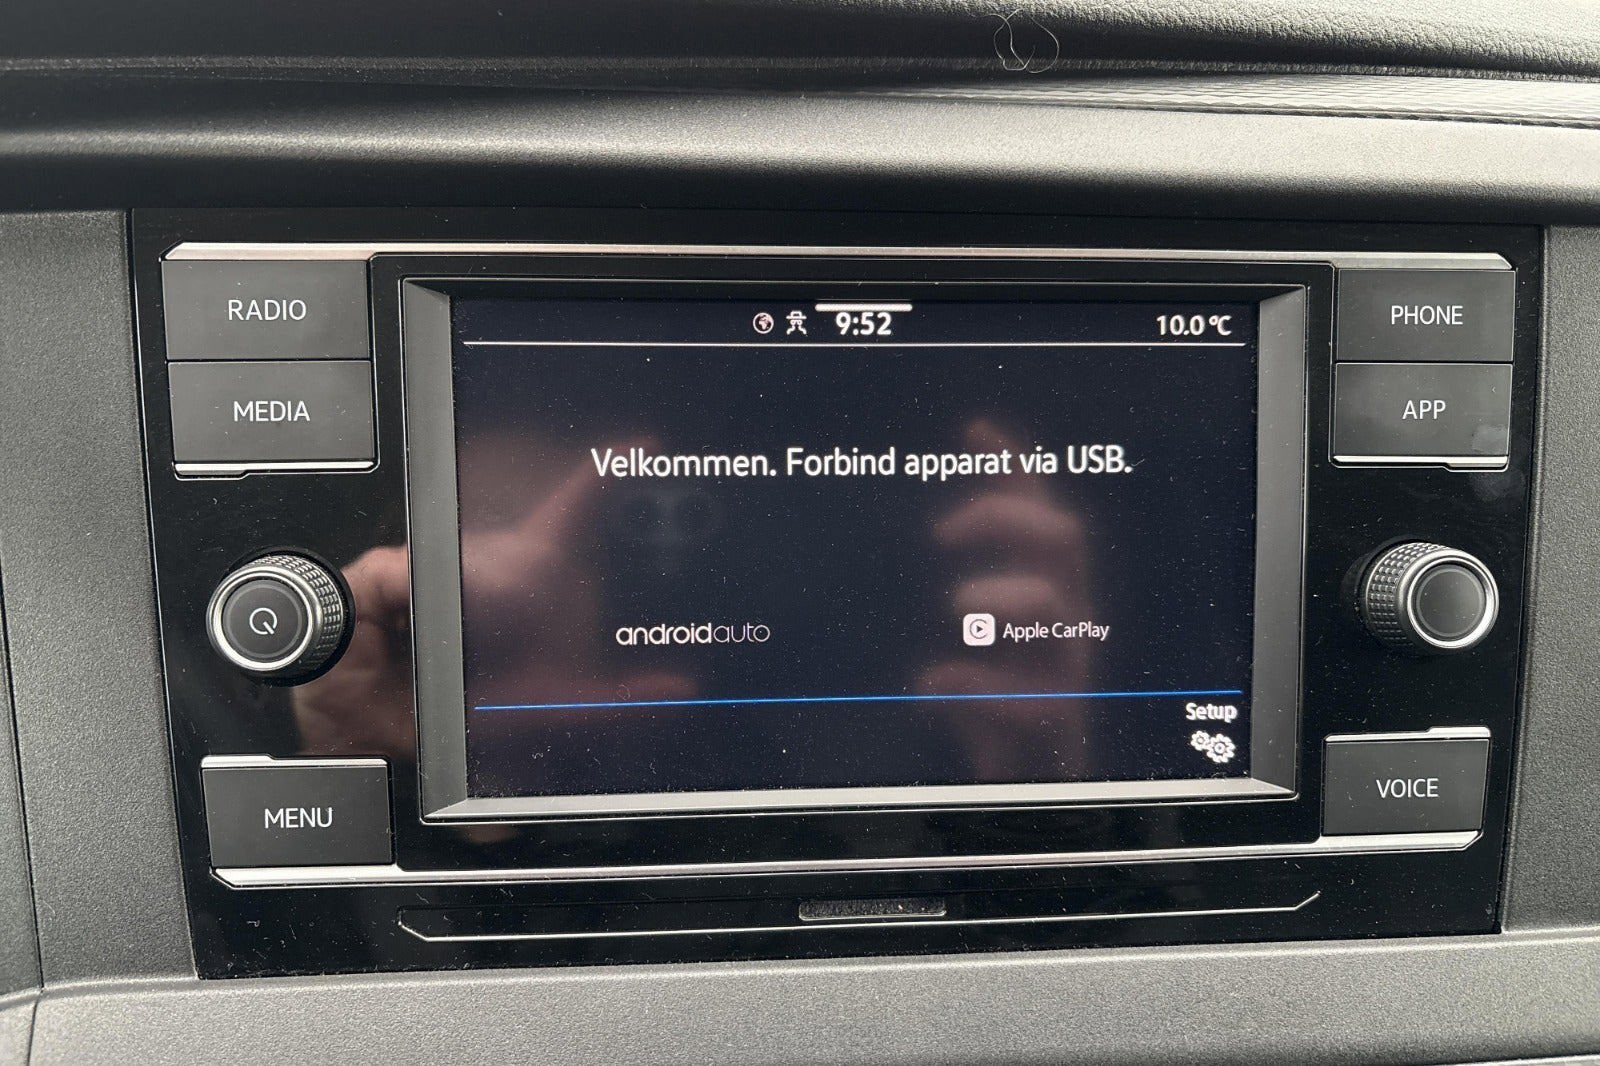 RADIO
MEDIA
MENU
9:52
10.0 °C
Velkommen. Forbind apparat via USB.
androidauto
Apple CarPlay
Setup
PHONE
APP
VOICE